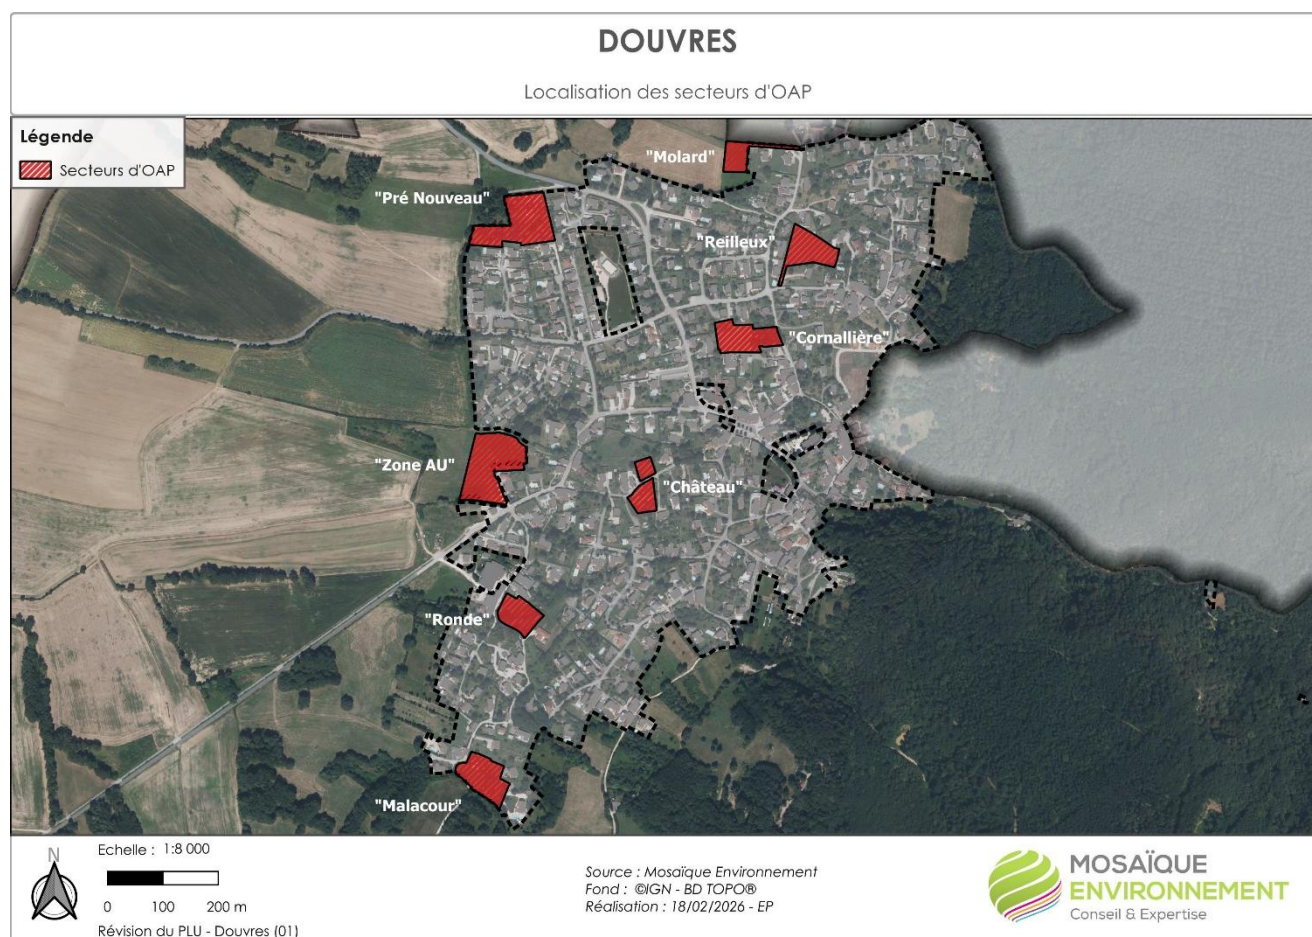 DOUVRES
Localisation des secteurs d'OAP
Légende
Secteurs d'OAP
"Molard"
"Pré Nouveau"
"Reilleux"
"Cornallière"
"Zone AU"
"Château"
"Ronde"
"Malacour"
N
Echelle : 1:8 000
0 100 200 m
Révision du PLU - Douvres (01)
Source : Mosaïque Environnement
Fond : ©IGN - BD TOPO®
Réalisation : 18/02/2026 - EP
MOSAÏQUE
ENVIRONNEMENT
Conseil & Expertise